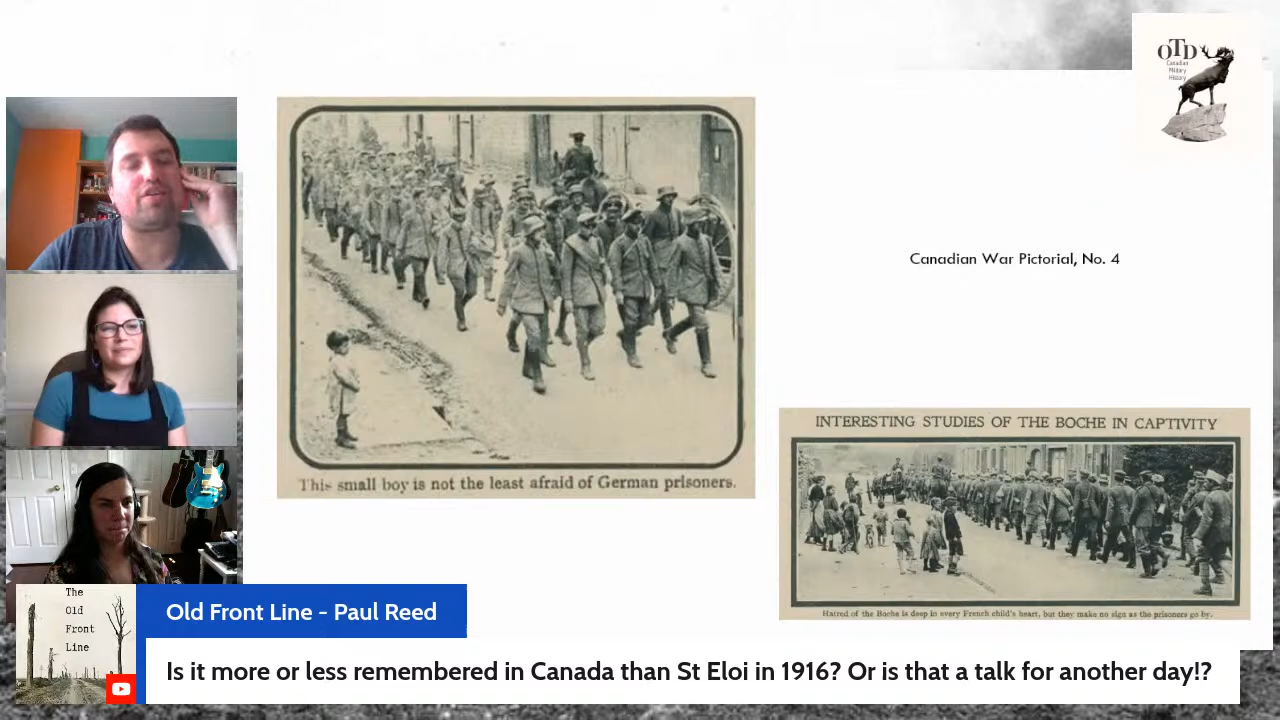 OTD
Canadian
Military
History
This small boy is not the least afraid of German prisoners.
Canadian War Pictorial, No. 4
INTERESTING STUDIES OF THE BOCHE IN CAPTIVITY
Hatred of the Boche is deep in every French child's heart, but they make no sign as the prisoners go by.
The
Old
Front
Line
Old Front Line - Paul Reed
Is it more or less remembered in Canada than St Eloi in 1916? Or is that a talk for another day!?